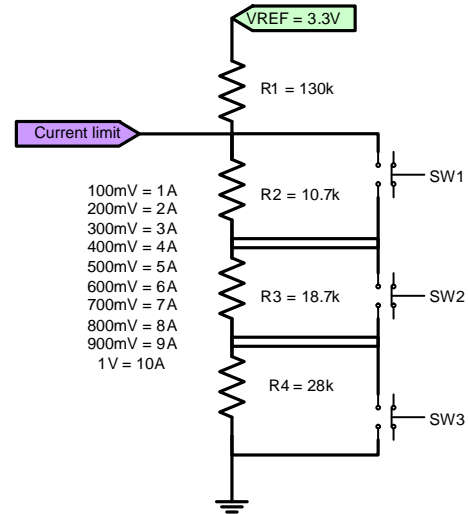 VREF = 3.3V
R1 = 130k
Current limit
SW1
R2 = 10.7k
100mV = 1A
200mV = 2A
300mV = 3A
400mV = 4A
500mV = 5A
600mV = 6A
700mV = 7A
800mV = 8A
900mV = 9A
1V = 10A
SW2
R3 = 18.7k
R4 = 28k
SW3